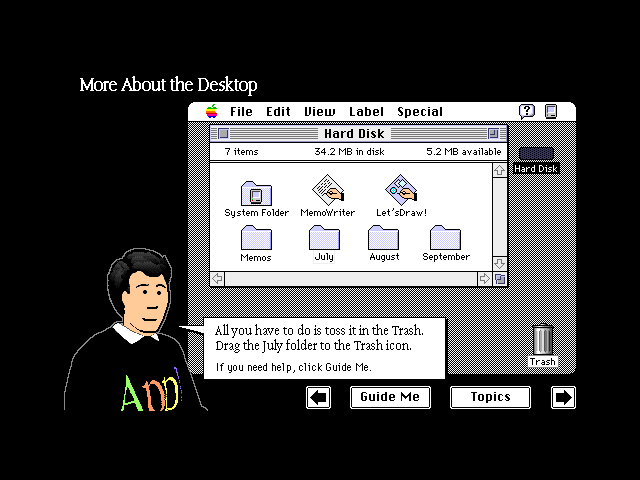 More About the Desktop
File Edit View Label Special
Hard Disk
7 items 34.2 MB in disk 5.2 MB available
Hard Disk
System Folder MemoWriter Let'sDraw!
Memos July August September
All you have to do is toss it in the Trash.
Drag the July folder to the Trash icon.
If you need help, click Guide Me.
Trash
Guide Me Topics